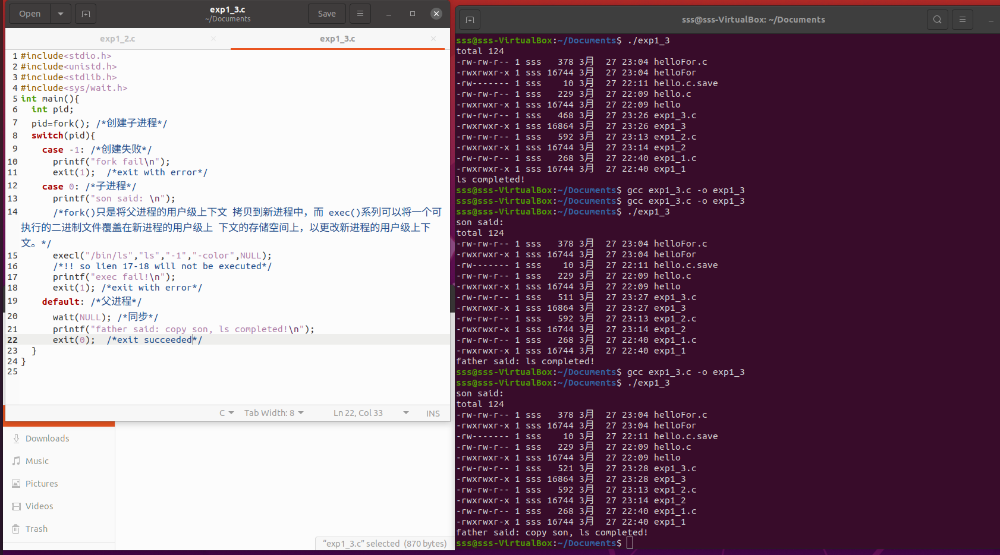 Open
exp1_3.c
~/Documents
Save
exp1_2.c
exp1_3.c
1 #include<stdio.h>
2 #include<unistd.h>
3 #include<stdlib.h>
4 #include<sys/wait.h>
5 int main(){
6 int pid;
7 pid=fork(); /*创建子进程*/
8 switch(pid){
9 case -1: /*创建失败*/
10 printf("fork fail\n");
11 exit(1); /*exit with error*/
12 case 0: /*子进程*/
13 printf("son said: \n");
14 /*fork()只是将父进程的用户级上下文 拷贝到新进程中，而 exec()系列可以将一个可
执行的二进制文件覆盖在新进程的用户级上 下文的存储空间上，以更改新进程的用户级上下
文。*/
15 execl("/bin/ls","ls","-1","-color",NULL);
16 /*!! so lien 17-18 will not be executed*/
17 printf("exec fail!\n");
18 exit(1); /*exit with error*/
19 default: /*父进程*/
20 wait(NULL); /*同步*/
21 printf("father said: copy son, ls completed!\n");
22 exit(0); /*exit succeeded*/
23 }
24 }
25
C Tab Width: 8 Ln 22, Col 33 INS
Downloads
Music
Pictures
Videos
Trash
"exp1_3.c" selected (870 bytes)
sss@sss-VirtualBox: ~/Documents
sss@sss-VirtualBox:~/Documents$ ./exp1_3
total 124
-rw-rw-r-- 1 sss 378 3月 27 23:04 helloFor.c
-rwxrwxr-x 1 sss 16744 3月 27 23:04 helloFor
-rw------- 1 sss 10 3月 27 22:11 hello.c.save
-rw-rw-r-- 1 sss 229 3月 27 22:09 hello.c
-rwxrwxr-x 1 sss 16744 3月 27 22:09 hello
-rw-rw-r-- 1 sss 468 3月 27 23:26 exp1_3.c
-rwxrwxr-x 1 sss 16864 3月 27 23:26 exp1_3
-rw-rw-r-- 1 sss 592 3月 27 23:13 exp1_2.c
-rwxrwxr-x 1 sss 16744 3月 27 23:14 exp1_2
-rw-rw-r-- 1 sss 268 3月 27 22:40 exp1_1.c
-rwxrwxr-x 1 sss 16744 3月 27 22:40 exp1_1
ls completed!
sss@sss-VirtualBox:~/Documents$ gcc exp1_3.c -o exp1_3
sss@sss-VirtualBox:~/Documents$ gcc exp1_3.c -o exp1_3
sss@sss-VirtualBox:~/Documents$ ./exp1_3
son said:
total 124
-rw-rw-r-- 1 sss 378 3月 27 23:04 helloFor.c
-rwxrwxr-x 1 sss 16744 3月 27 23:04 helloFor
-rw------- 1 sss 10 3月 27 22:11 hello.c.save
-rw-rw-r-- 1 sss 229 3月 27 22:09 hello.c
-rwxrwxr-x 1 sss 16744 3月 27 22:09 hello
-rw-rw-r-- 1 sss 511 3月 27 23:27 exp1_3.c
-rwxrwxr-x 1 sss 16864 3月 27 23:27 exp1_3
-rw-rw-r-- 1 sss 592 3月 27 23:13 exp1_2.c
-rwxrwxr-x 1 sss 16744 3月 27 23:14 exp1_2
-rw-rw-r-- 1 sss 268 3月 27 22:40 exp1_1.c
-rwxrwxr-x 1 sss 16744 3月 27 22:40 exp1_1
father said: ls completed!
sss@sss-VirtualBox:~/Documents$ gcc exp1_3.c -o exp1_3
sss@sss-VirtualBox:~/Documents$ ./exp1_3
son said:
total 124
-rw-rw-r-- 1 sss 378 3月 27 23:04 helloFor.c
-rwxrwxr-x 1 sss 16744 3月 27 23:04 helloFor
-rw------- 1 sss 10 3月 27 22:11 hello.c.save
-rw-rw-r-- 1 sss 229 3月 27 22:09 hello.c
-rwxrwxr-x 1 sss 16744 3月 27 22:09 hello
-rw-rw-r-- 1 sss 521 3月 27 23:28 exp1_3.c
-rwxrwxr-x 1 sss 16864 3月 27 23:28 exp1_3
-rw-rw-r-- 1 sss 592 3月 27 23:13 exp1_2.c
-rwxrwxr-x 1 sss 16744 3月 27 23:14 exp1_2
-rw-rw-r-- 1 sss 268 3月 27 22:40 exp1_1.c
-rwxrwxr-x 1 sss 16744 3月 27 22:40 exp1_1
father said: copy son, ls completed!
sss@sss-VirtualBox:~/Documents$